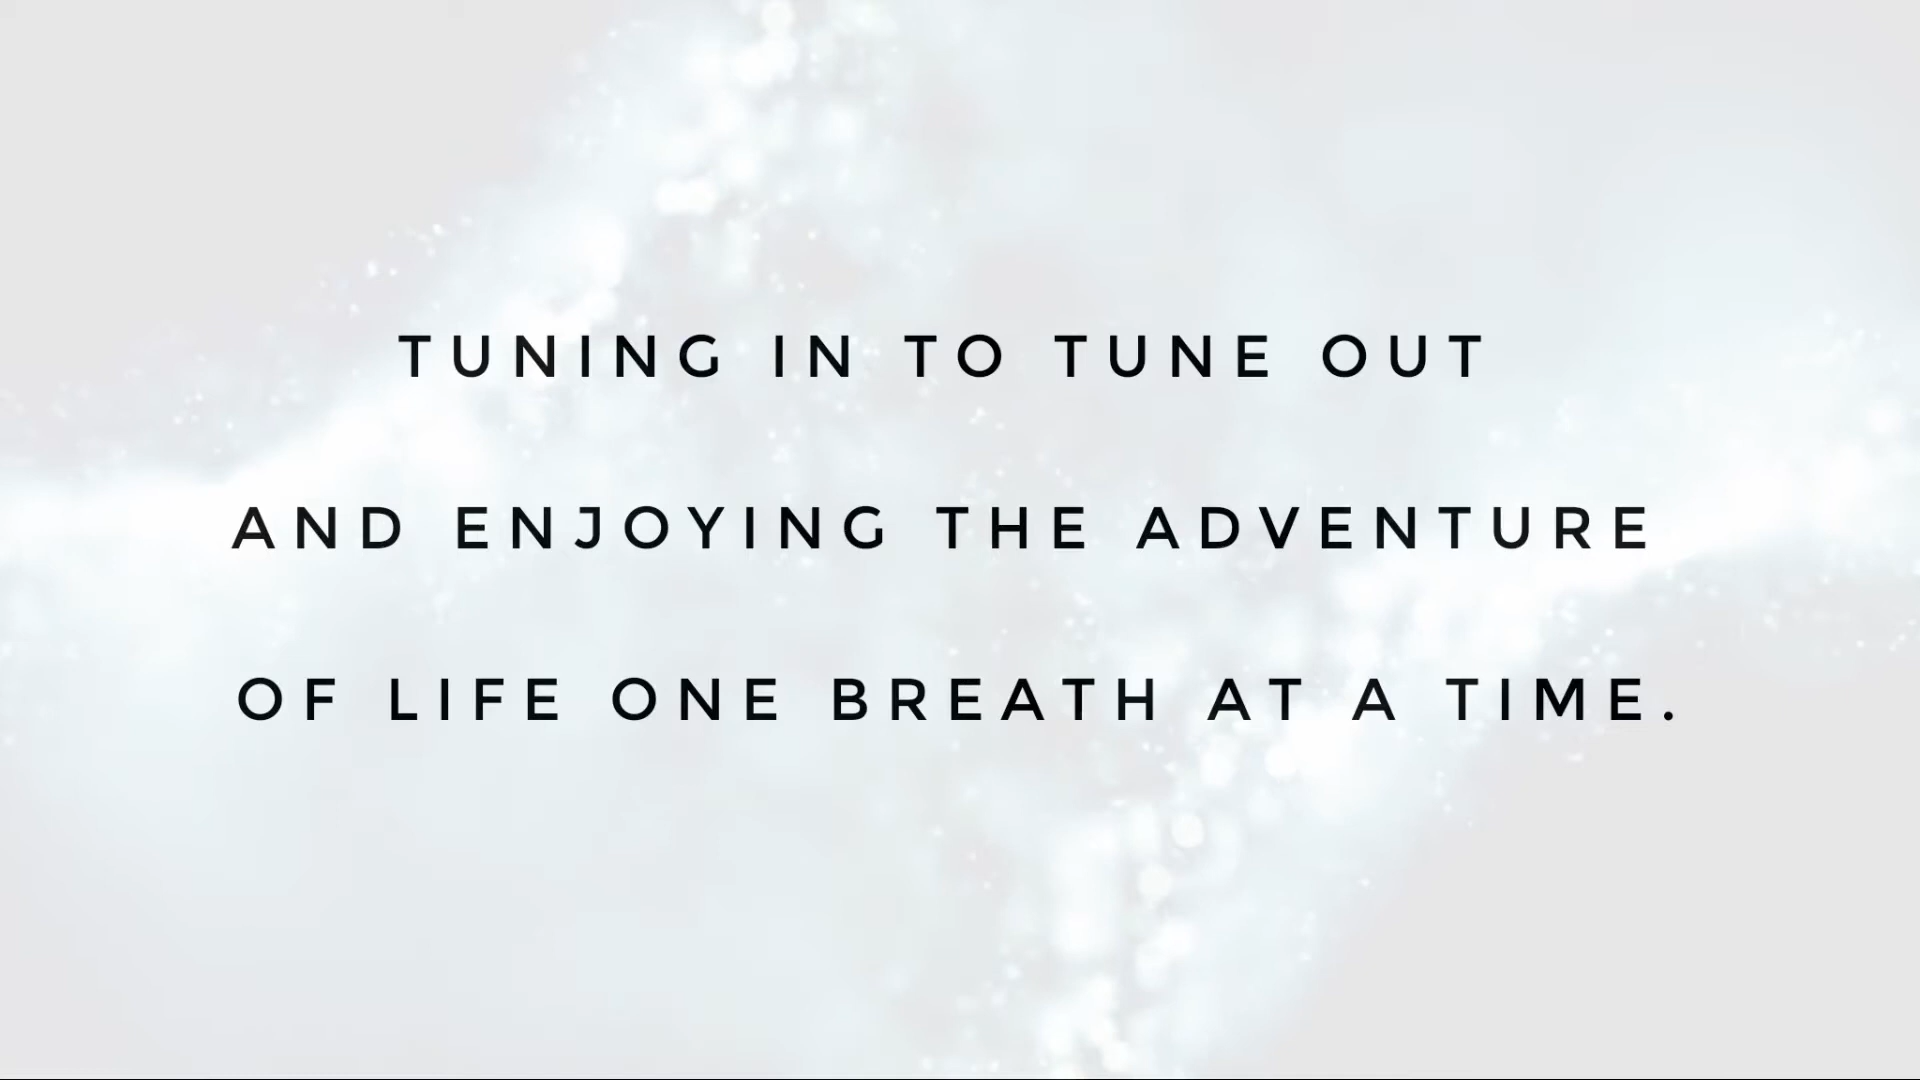 TUNING IN TO TUNE OUT
AND ENJOYING THE ADVENTURE
OF LIFE ONE BREATH AT A TIME.